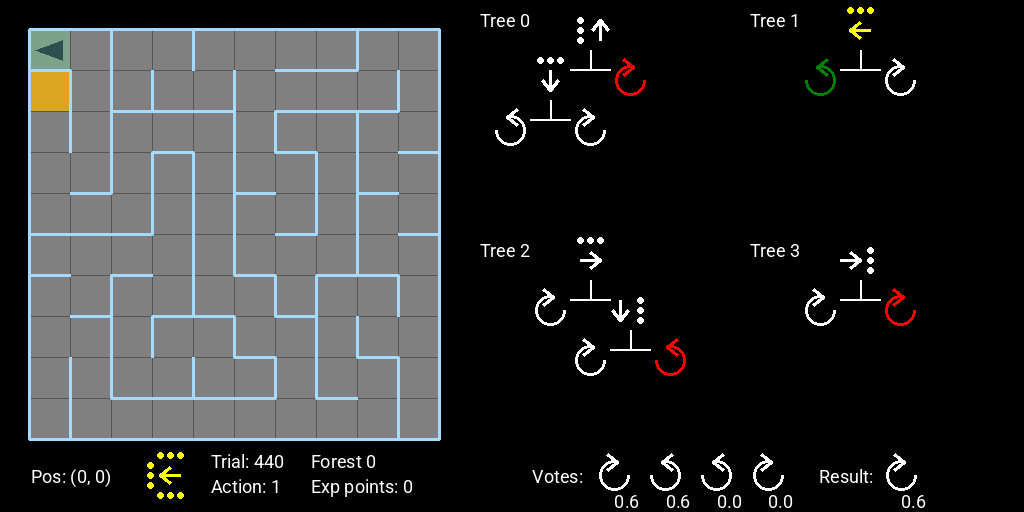 Tree 0
Tree 1
Tree 2
Tree 3
Pos: (0, 0)
Trial: 440
Forest 0
Action: 1
Exp points: 0
Votes:
0.6
0.6
0.0
0.0
Result:
0.6